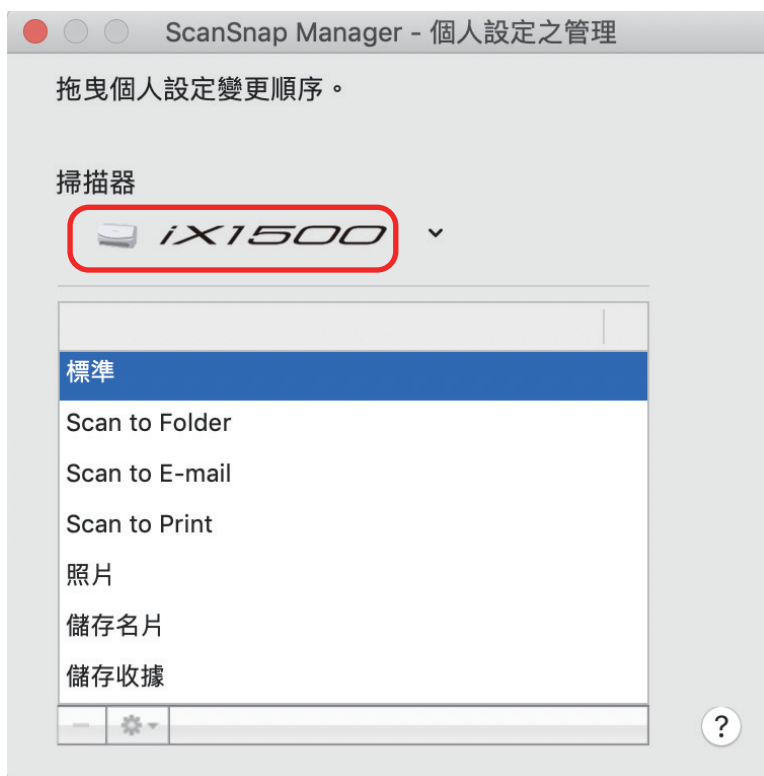 ScanSnap Manager - 個人設定之管理
拖曳個人設定變更順序。
掃描器
iX1500
標準
Scan to Folder
Scan to E-mail
Scan to Print
照片
儲存名片
儲存收據
?